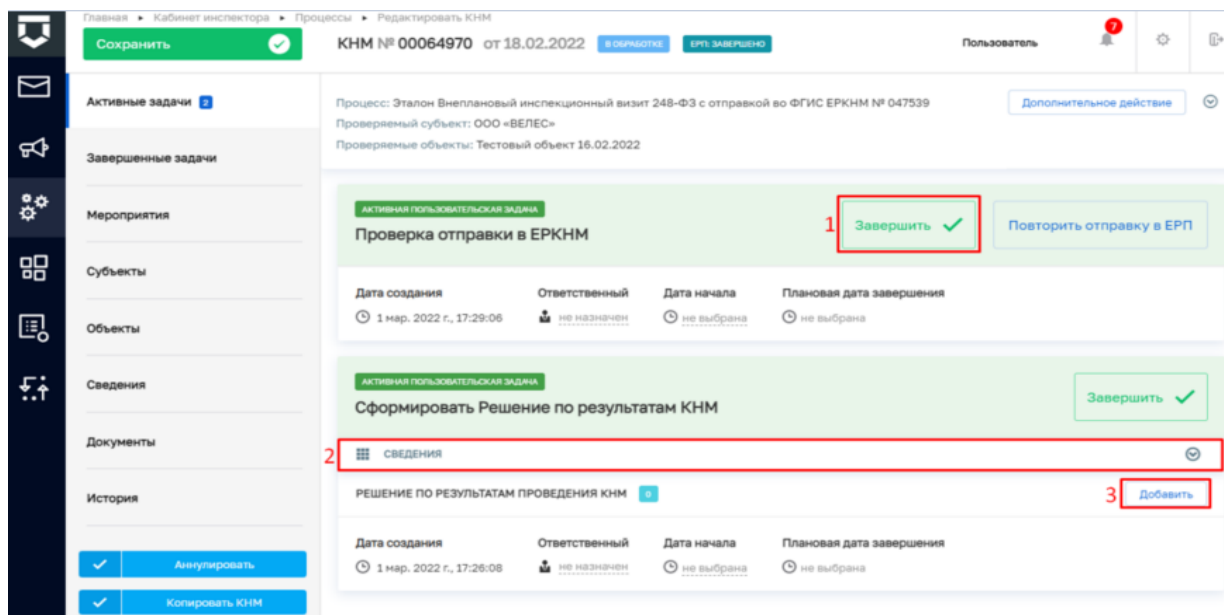 Главная ▸ Кабинет инспектора ▸ Процессы ▸ Редактировать КНМ
Сохранить
КНМ № 00064970 от 18.02.2022 В ОБРАБОТКЕ ЕРП: ЗАВЕРШЕНО
Пользователь
7
Активные задачи 2
Завершенные задачи
Мероприятия
Субъекты
Объекты
Сведения
Документы
История
Аннулировать
Копировать КНМ
Процесс: Эталон Внеплановый инспекционный визит 248-ФЗ с отправкой во ФГИС ЕРКНМ № 047539
Дополнительное действие
Проверяемый субъект: ООО «ВЕЛЕС»
Проверяемые объекты: Тестовый объект 16.02.2022
АКТИВНАЯ ПОЛЬЗОВАТЕЛЬСКАЯ ЗАДАЧА
Проверка отправки в ЕРКНМ
1 Завершить
Повторить отправку в ЕРП
Дата создания Ответственный Дата начала Плановая дата завершения
1 мар. 2022 г., 17:29:06 не назначен не выбрана не выбрана
АКТИВНАЯ ПОЛЬЗОВАТЕЛЬСКАЯ ЗАДАЧА
Сформировать Решение по результатам КНМ
Завершить
2 СВЕДЕНИЯ
РЕШЕНИЕ ПО РЕЗУЛЬТАТАМ ПРОВЕДЕНИЯ КНМ 0
3 Добавить
Дата создания Ответственный Дата начала Плановая дата завершения
1 мар. 2022 г., 17:26:08 не назначен не выбрана не выбрана